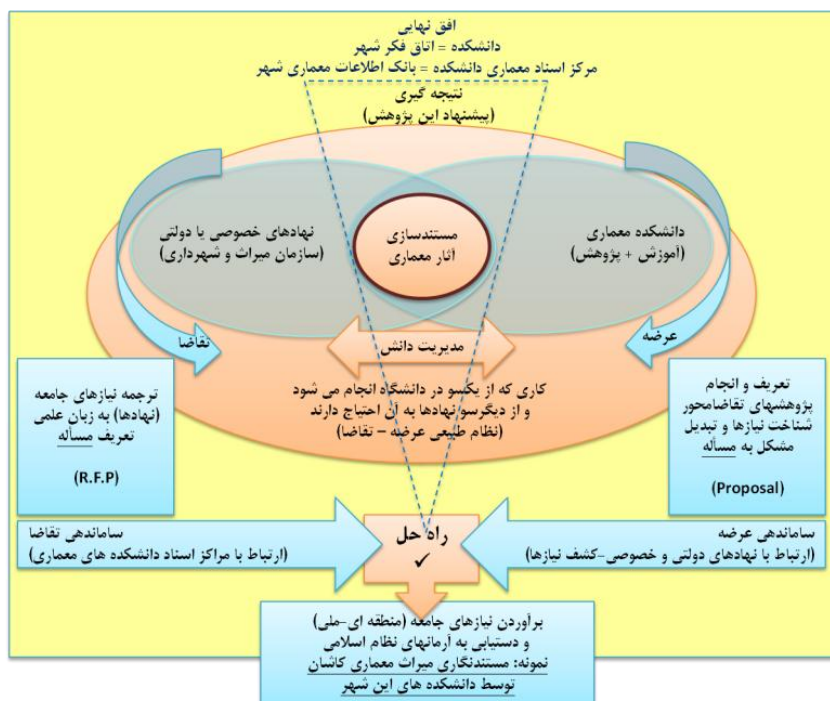 افق نهایی
دانشکده = اتاق فکر شهر
مرکز اسناد معماری دانشکده = بانک اطلاعات معماری شهر
نتیجه گیری
(پیشنهاد این پژوهش)
دانشکده معماری
(آموزش + پژوهش)
مستندسازی
آثار معماری
نهادهای خصوصی یا دولتی
(سازمان میراث و شهرداری)
عرضه
مدیریت دانش
تقاضا
کاری که از یکسو در دانشگاه انجام می شود
و از دیگرسو نهادها به آن احتیاج دارند
(نظام طبیعی عرضه - تقاضا)
تعریف و انجام
پژوهشهای تقاضامحور
شناخت نیازها و تبدیل
مشکل به مسأله
(Proposal)
ترجمه نیازهای جامعه
(نهادها) به زبان علمی
تعریف مسأله
(R.F.P)
ساماندهی عرضه
(ارتباط با نهادهای دولتی و خصوصی-کشف نیازها)
راه حل
✓
ساماندهی تقاضا
(ارتباط با مراکز اسناد دانشکده های معماری)
برآوردن نیازهای جامعه (منطقه ای-ملی)
و دستیابی به آرمانهای نظام اسلامی
نمونه: مستندنگاری میراث معماری کاشان
توسط دانشکده های این شهر